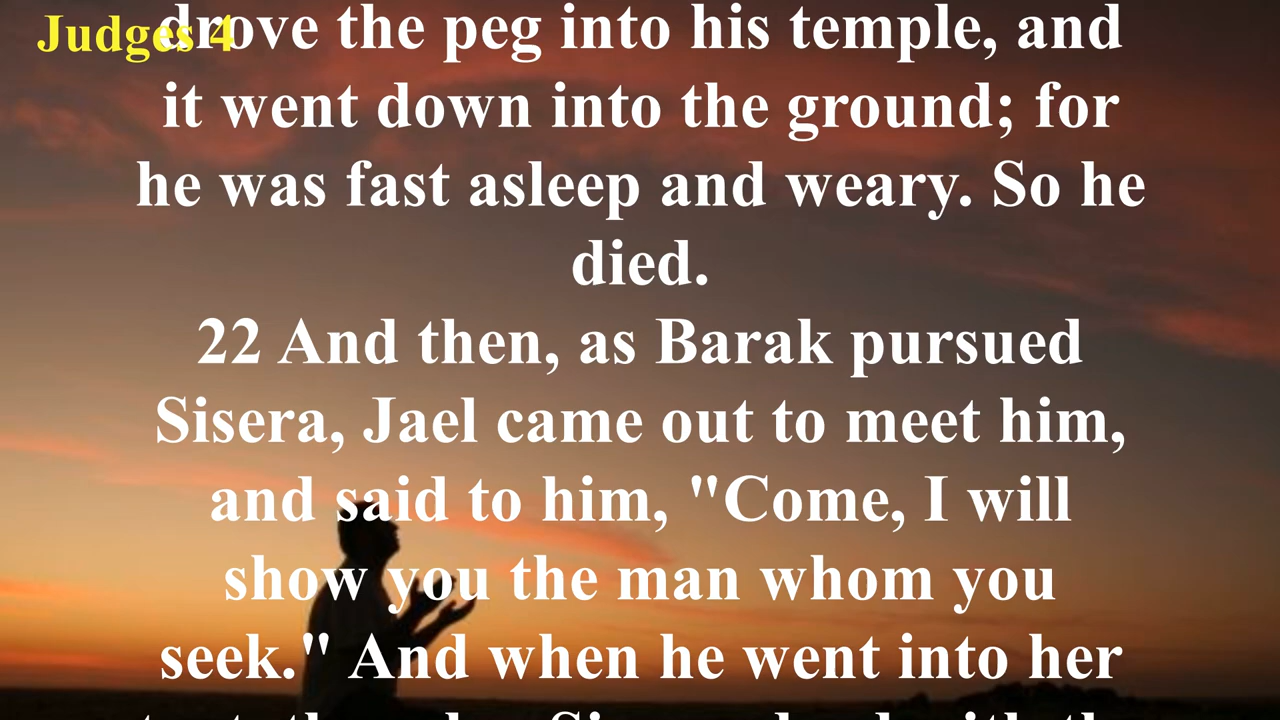 Judges 4
drove the peg into his temple, and
it went down into the ground; for
he was fast asleep and weary. So he
died.
22 And then, as Barak pursued
Sisera, Jael came out to meet him,
and said to him, "Come, I will
show you the man whom you
seek." And when he went into her